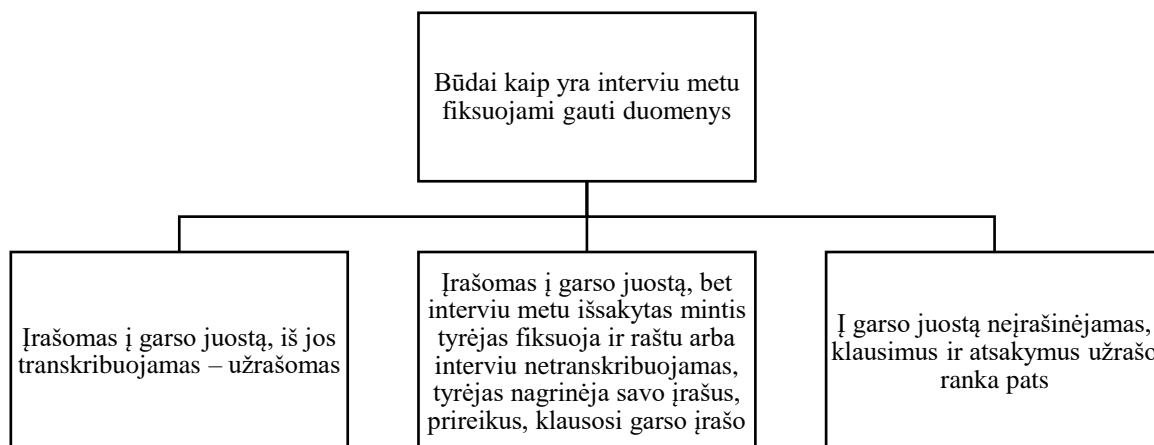 Būdai kaip yra interviu metu
fiksuojami gauti duomenys
Įrašomas į garso juostą, iš jos
transkribuojamas – užrašomas
Įrašomas į garso juostą, bet
interviu metu išsakytas mintis
tyrėjas fiksuoja ir raštu arba
interviu netranskribuojamas,
tyrėjas nagrinėja savo įrašus,
prireikus, klausosi garso įrašo
Į garso juostą neįrašinėjamas,
klausimus ir atsakymus užrašo
ranka pats